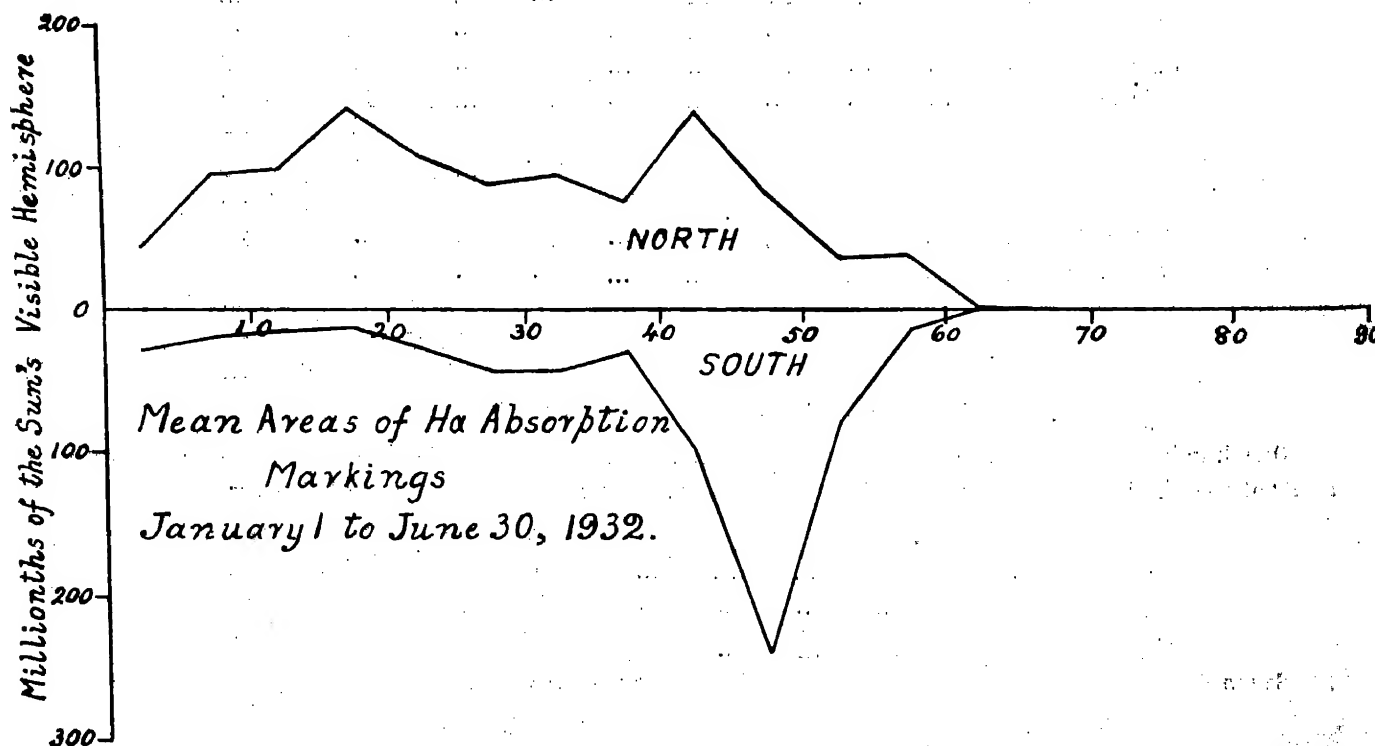 200
Millionths of the Sun's Visible Hemisphere
100
NORTH
0
10 20 30 40 50 60 70 80 90
SOUTH
Mean Areas of Hα Absorption
100
Markings
January 1 to June 30, 1932.
200
300